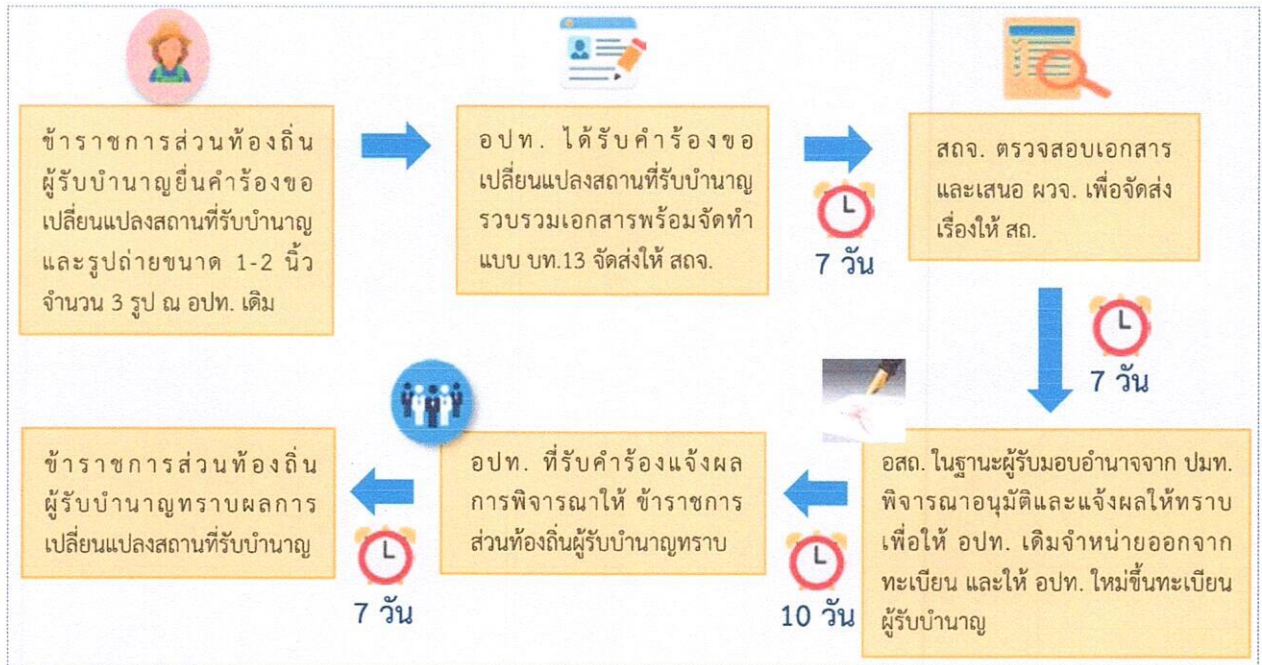 ข้าราชการส่วนท้องถิ่น
ผู้รับบำนาญยื่นคำร้องขอ
เปลี่ยนแปลงสถานที่รับบำนาญ
และรูปถ่ายขนาด 1-2 นิ้ว
จำนวน 3 รูป ณ อปท. เดิม
อปท. ได้รับคำร้องขอ
เปลี่ยนแปลงสถานที่รับบำนาญ
รวบรวมเอกสารพร้อมจัดทำ
แบบ บท.13 จัดส่งให้ สถจ.
7 วัน
สถจ. ตรวจสอบเอกสาร
และเสนอ ผวจ. เพื่อจัดส่ง
เรื่องให้ สถ.
7 วัน
อสถ. ในฐานะผู้รับมอบอำนาจจาก ปมท.
พิจารณาอนุมัติและแจ้งผลให้ทราบ
เพื่อให้ อปท. เดิมจำหน่ายออกจาก
ทะเบียน และให้ อปท. ใหม่ขึ้นทะเบียน
ผู้รับบำนาญ
10 วัน
อปท. ที่รับคำร้องแจ้งผล
การพิจารณาให้ ข้าราชการ
ส่วนท้องถิ่นผู้รับบำนาญทราบ
7 วัน
ข้าราชการส่วนท้องถิ่น
ผู้รับบำนาญทราบผลการ
เปลี่ยนแปลงสถานที่รับบำนาญ